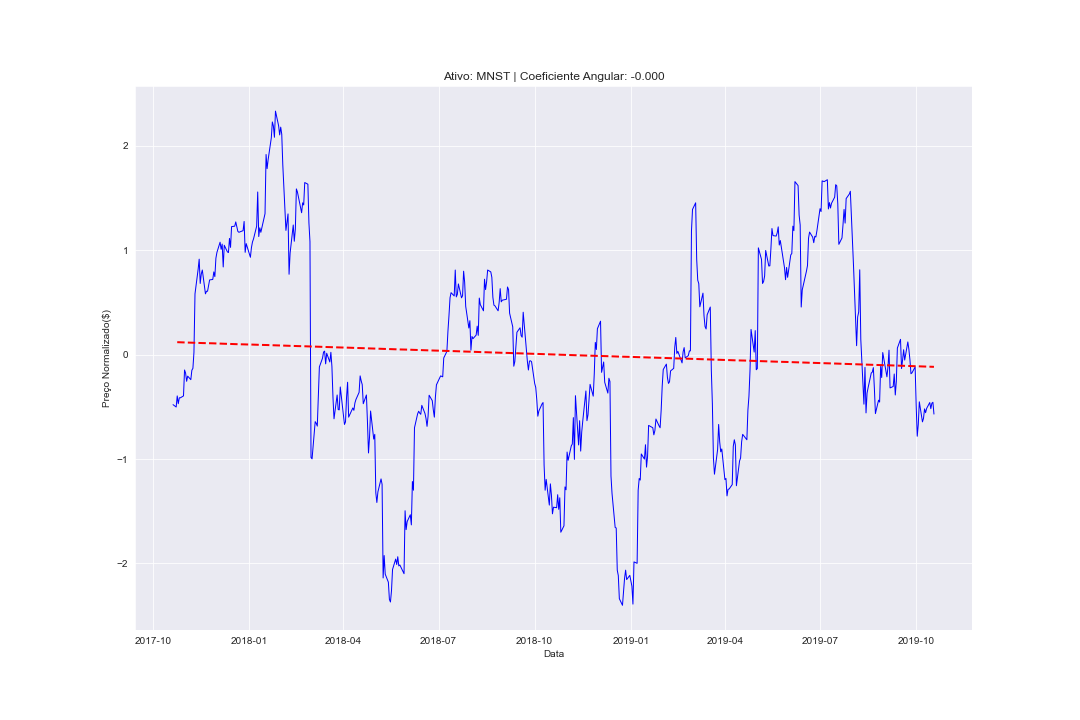 Ativo: MNST | Coeficiente Angular: -0.000
Preço Normalizado($)
2
1
0
−1
−2
2017-10 2018-01 2018-04 2018-07 2018-10 2019-01 2019-04 2019-07 2019-10
Data